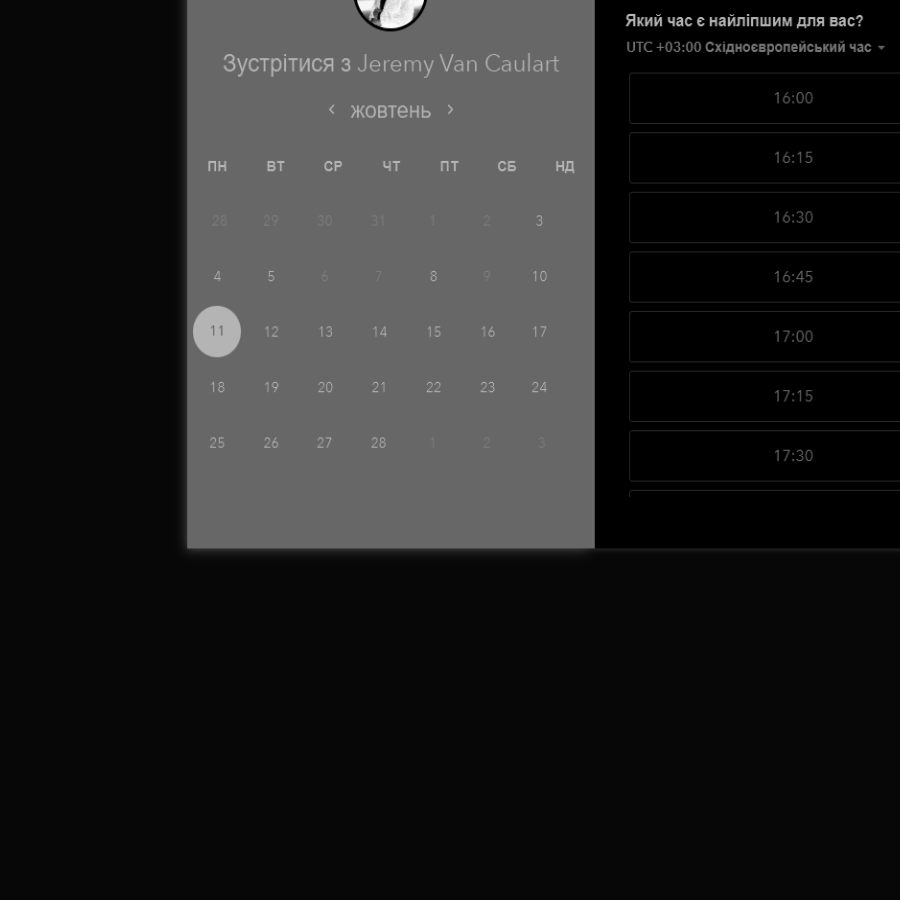 Зустрітися з Jeremy Van Caulart
жовтень
ПН ВТ СР ЧТ ПТ СБ НД
28 29 30 31 1 2 3
4 5 6 7 8 9 10
11 12 13 14 15 16 17
18 19 20 21 22 23 24
25 26 27 28 1 2 3
Який час є найліпшим для вас?
UTC +03:00 Східноєвропейський час
16:00
16:15
16:30
16:45
17:00
17:15
17:30